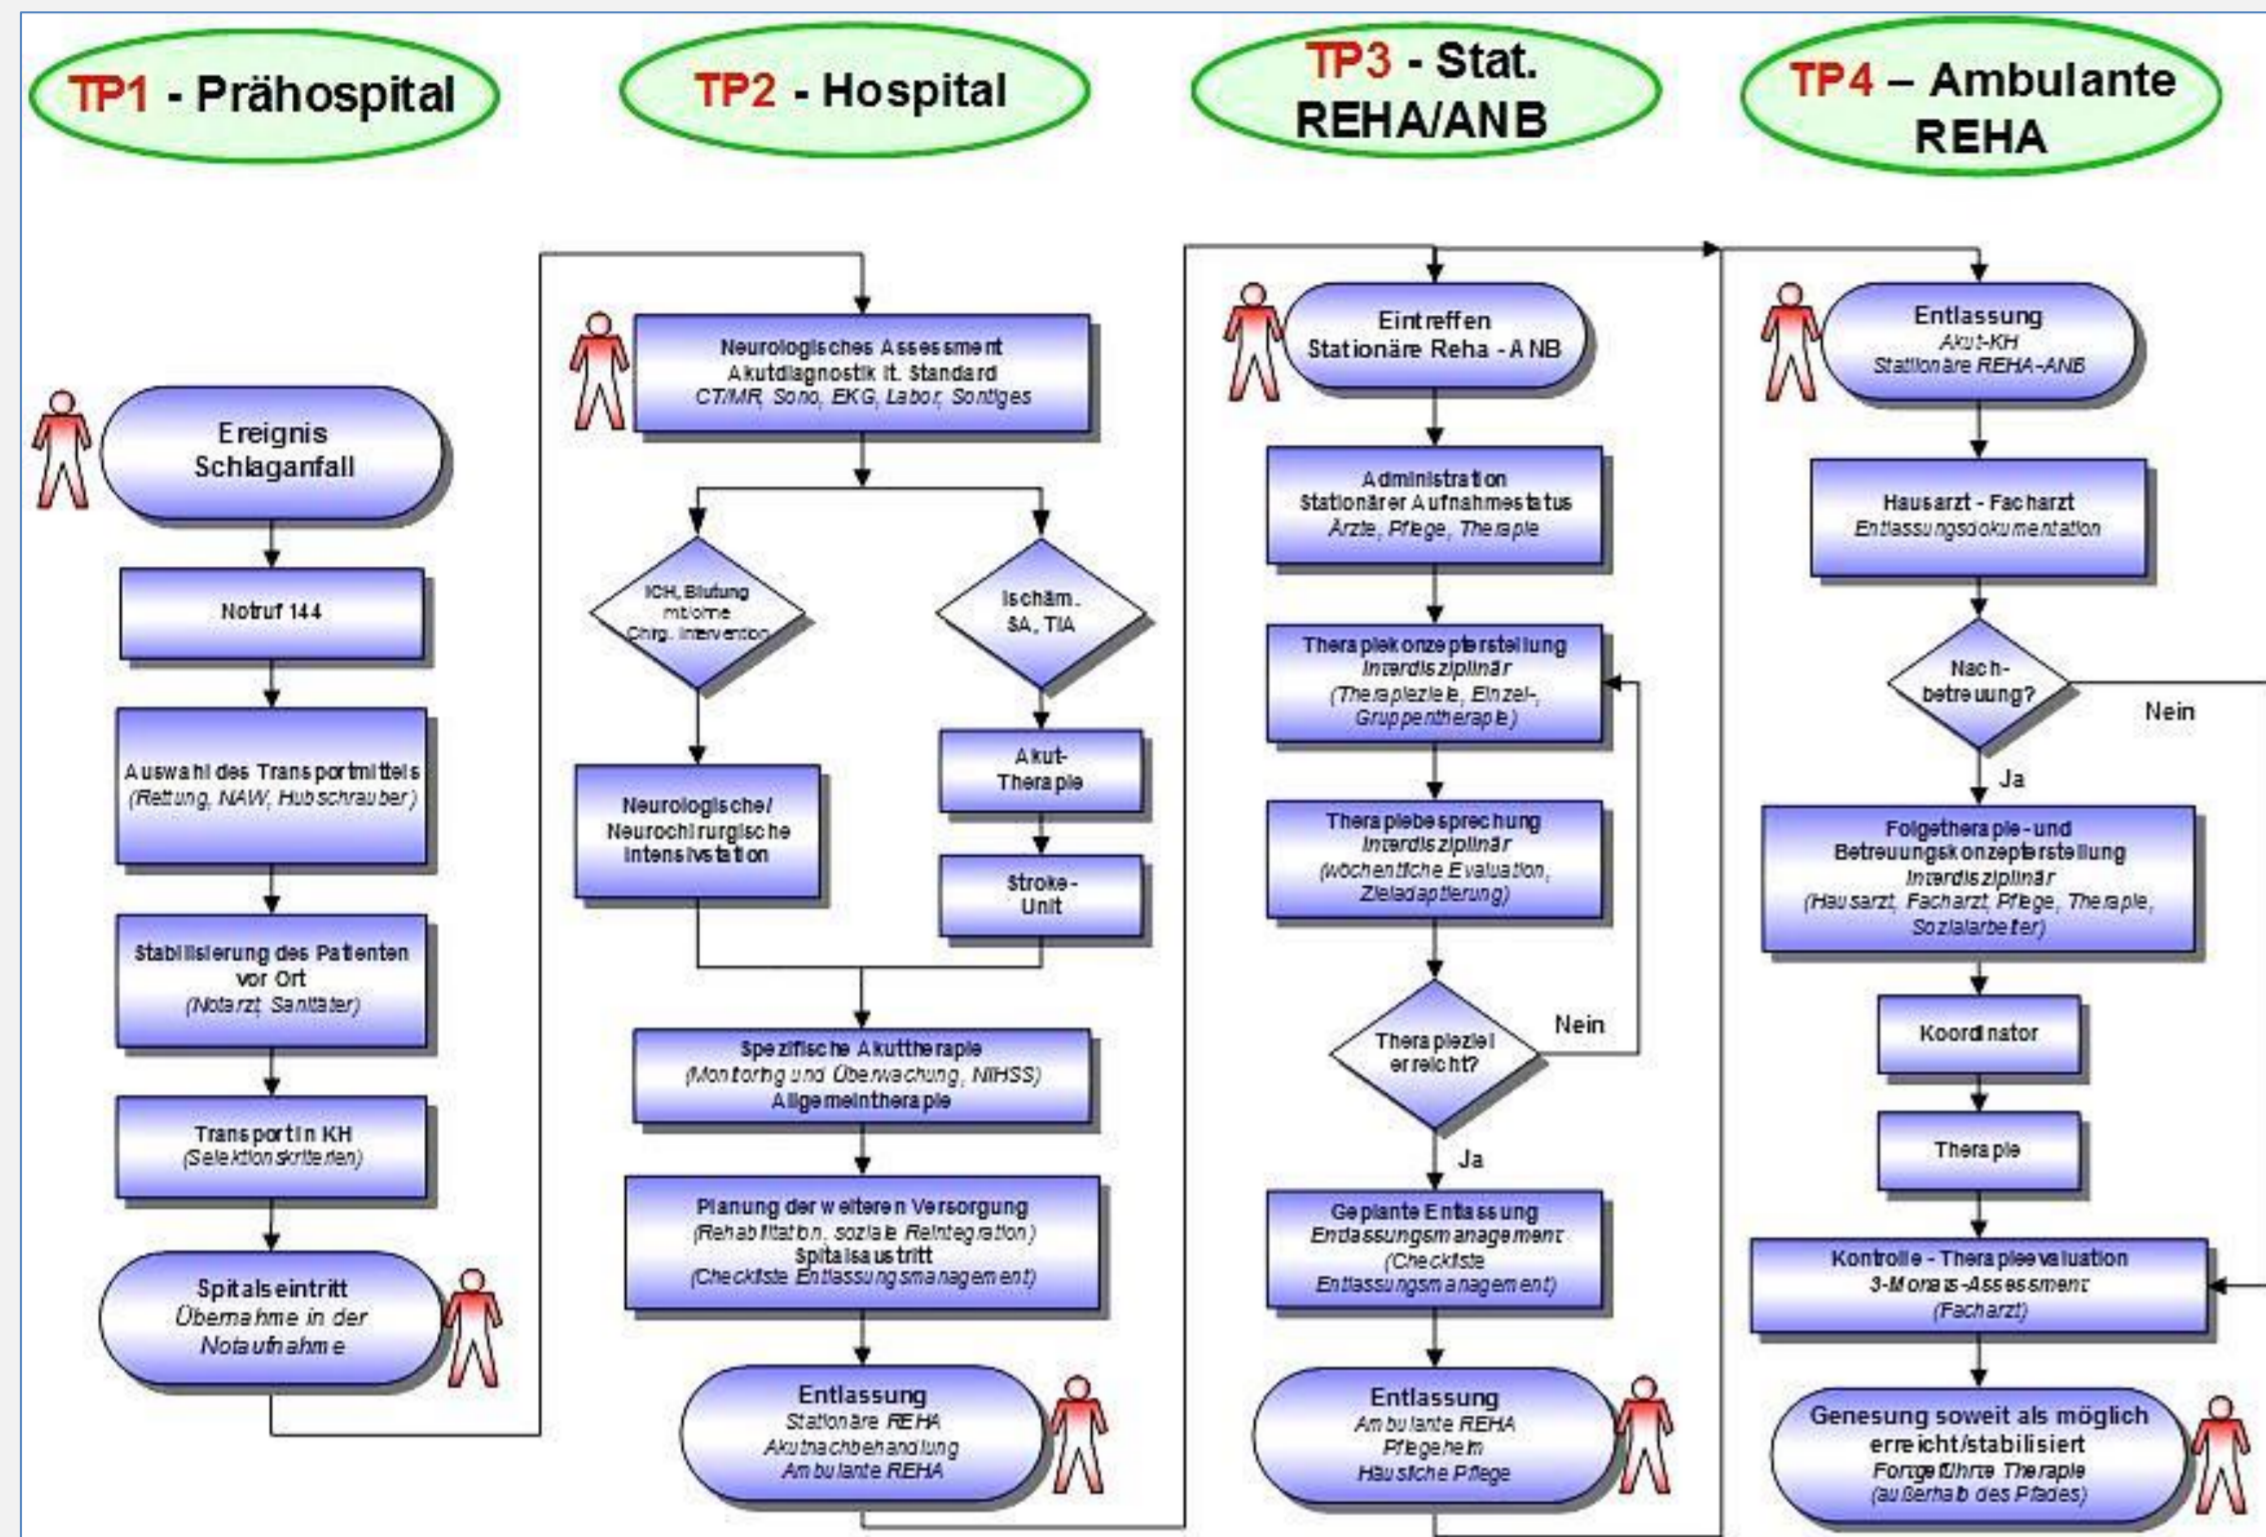 TP1 - Prähospital
Ereignis
Schlaganfall
Notruf 144
Auswahl des Transportmittels
(Rettung, NAW, Hubschrauber)
Stabilisierung des Patienten
vor Ort
(Notarzt, Sanitäter)
Transport in KH
(Selektionskriterien)
Spitalseintritt
Übernahme in der
Notaufnahme
TP2 - Hospital
Neurologisches Assessment
Akutdiagnostik lt. Standard
CT/MR, Sono, EKG, Labor, Sontiges
ICH, Blutung
mit/ohne
Chirg. Intervention
Ischäm.
SA, TIA
Neurologische/
Neurochirurgische
Intensivstation
Akut-
Therapie
Stroke-
Unit
Spezifische Akuttherapie
(Monitoring und Überwachung, NIHSS)
Allgemeintherapie
Planung der weiteren Versorgung
(Rehabilitation, soziale Reintegration)
Spitalsaustritt
(Checkliste Entlassungsmanagement)
Entlassung
Stationäre REHA
Akutnachbehandlung
Ambulante REHA
TP3 - Stat.
REHA/ANB
Eintreffen
Stationäre Reha - ANB
Administration
Stationärer Aufnahmestatus
Ärzte, Pflege, Therapie
Therapiekonzepterstellung
Interdisziplinär
(Therapieziele, Einzel-,
Gruppentherapie)
Therapiebesprechung
Interdisziplinär
(wöchentliche Evaluation,
Zieladaptierung)
Therapieziel
erreicht?
Nein
Ja
Geplante Entlassung
Entlassungsmanagement
(Checkliste
Entlassungsmanagement)
Entlassung
Ambulante REHA
Pflegeheim
Häusliche Pflege
TP4 – Ambulante
REHA
Entlassung
Akut-KH
Stationäre REHA-ANB
Hausarzt - Facharzt
Entlassungsdokumentation
Nach-
betreuung?
Nein
Ja
Folgetherapie- und
Betreuungskonzepterstellung
Interdisziplinär
(Hausarzt, Facharzt, Pflege, Therapie,
Sozialarbeiter)
Koordinator
Therapie
Kontrolle - Therapieevaluation
3-Monats-Assessment
(Facharzt)
Genesung soweit als möglich
erreicht/stabilisiert
Fortgeführte Therapie
(außerhalb des Pfades)